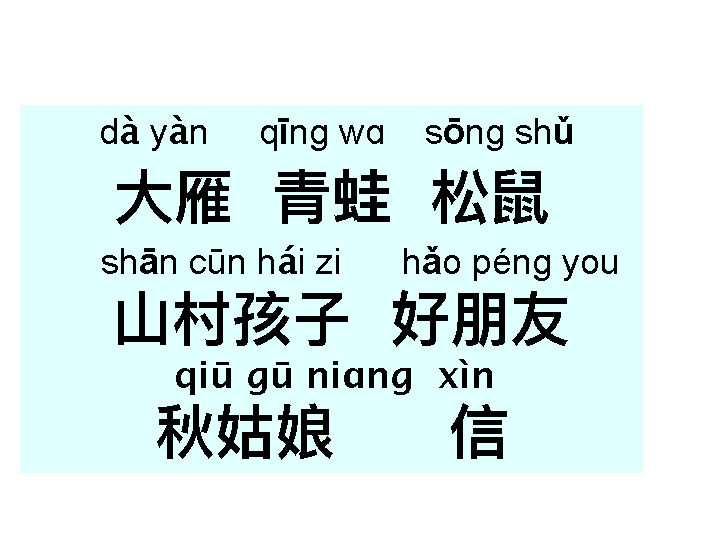 dà yàn qīng wɑ sōng shǔ
大雁 青蛙 松鼠
shān cūn hái zi hǎo péng you
山村孩子 好朋友
qiū gū niɑng xìn
秋姑娘 信